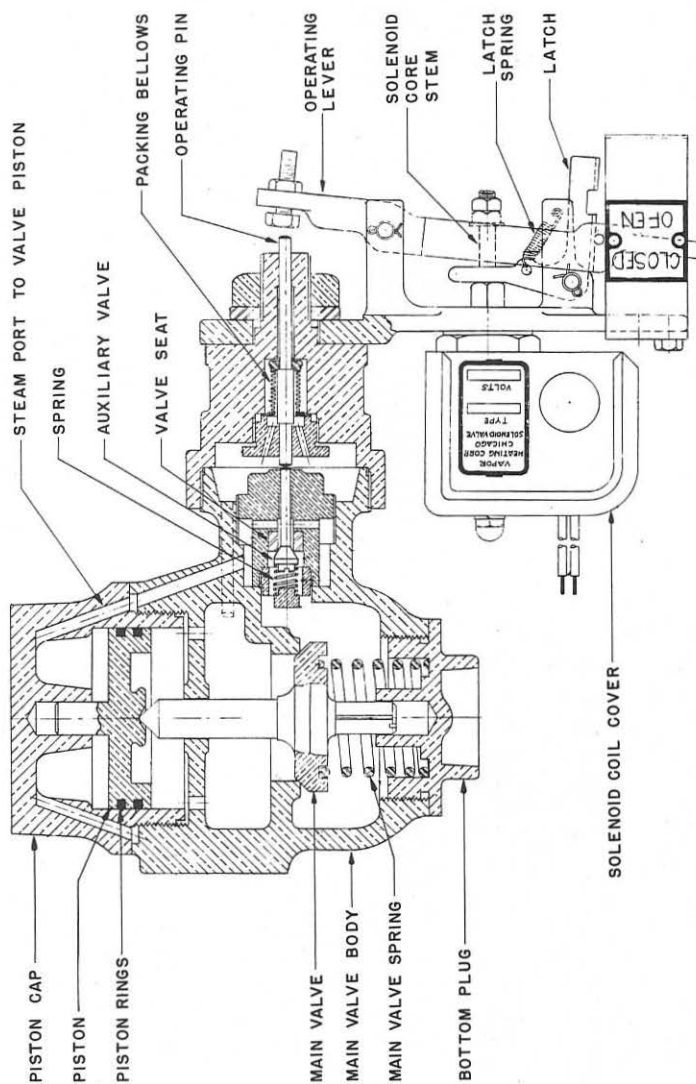 STEAM PORT TO VALVE PISTON
SPRING
AUXILIARY VALVE
VALVE SEAT
PACKING BELLOWS
OPERATING PIN
OPERATING
LEVER
SOLENOID
CORE
STEM
LATCH
SPRING
LATCH
PISTON CAP
PISTON
PISTON RINGS
MAIN VALVE
MAIN VALVE BODY
MAIN VALVE SPRING
BOTTOM PLUG
SOLENOID COIL COVER
VAPOR
HEATING CORP
CHICAGO
SOLENOID VALVE
TYPE
VOLTS
OPEN
CLOSED